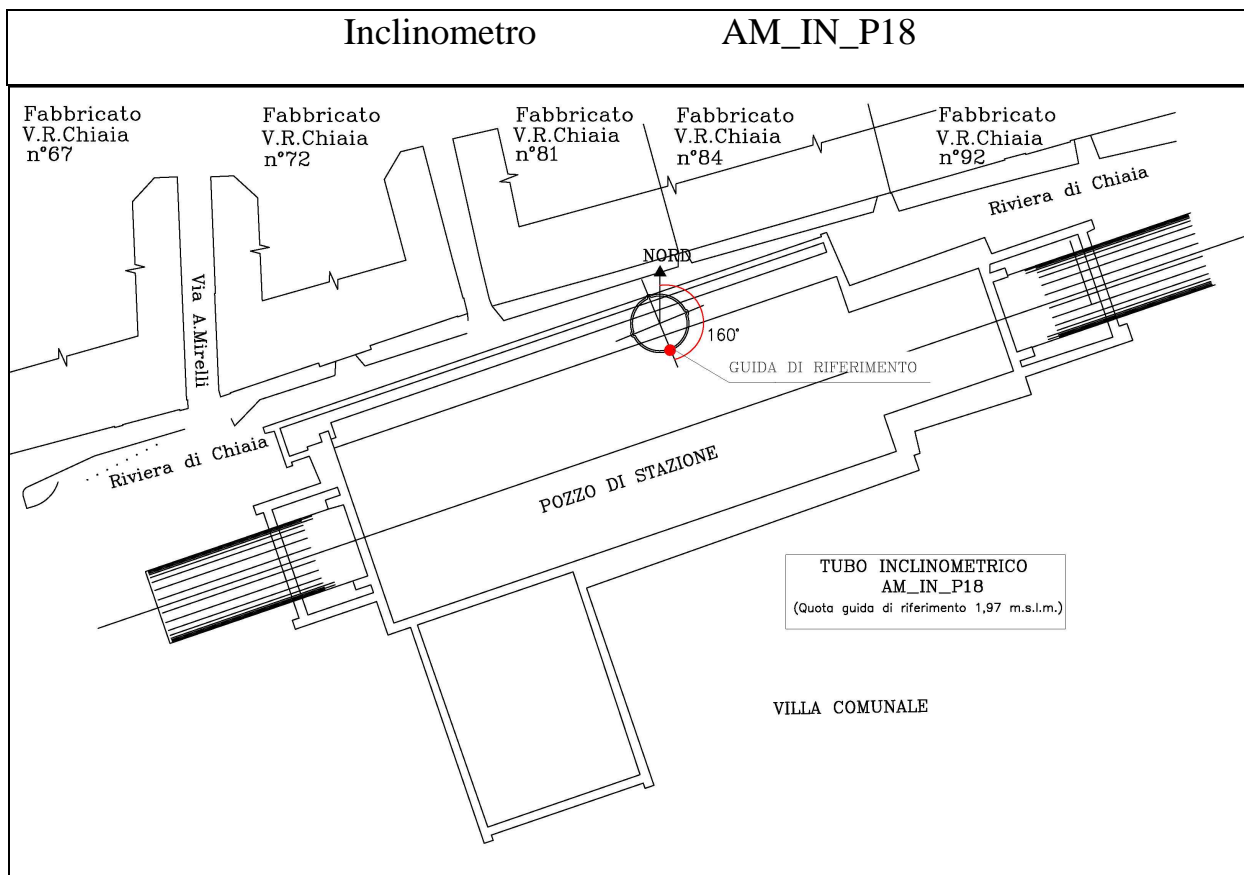 Inclinometro AM_IN_P18
Fabbricato
V.R.Chiaia
n°67
Fabbricato
V.R.Chiaia
n°72
Fabbricato
V.R.Chiaia
n°81
Fabbricato
V.R.Chiaia
n°84
Fabbricato
V.R.Chiaia
n°92
Riviera di Chiaia
NORD
Via A.Mirelli
160°
GUIDA DI RIFERIMENTO
Riviera di Chiaia
POZZO DI STAZIONE
TUBO INCLINOMETRICO
AM_IN_P18
(Quota guida di riferimento 1,97 m.s.l.m.)
VILLA COMUNALE